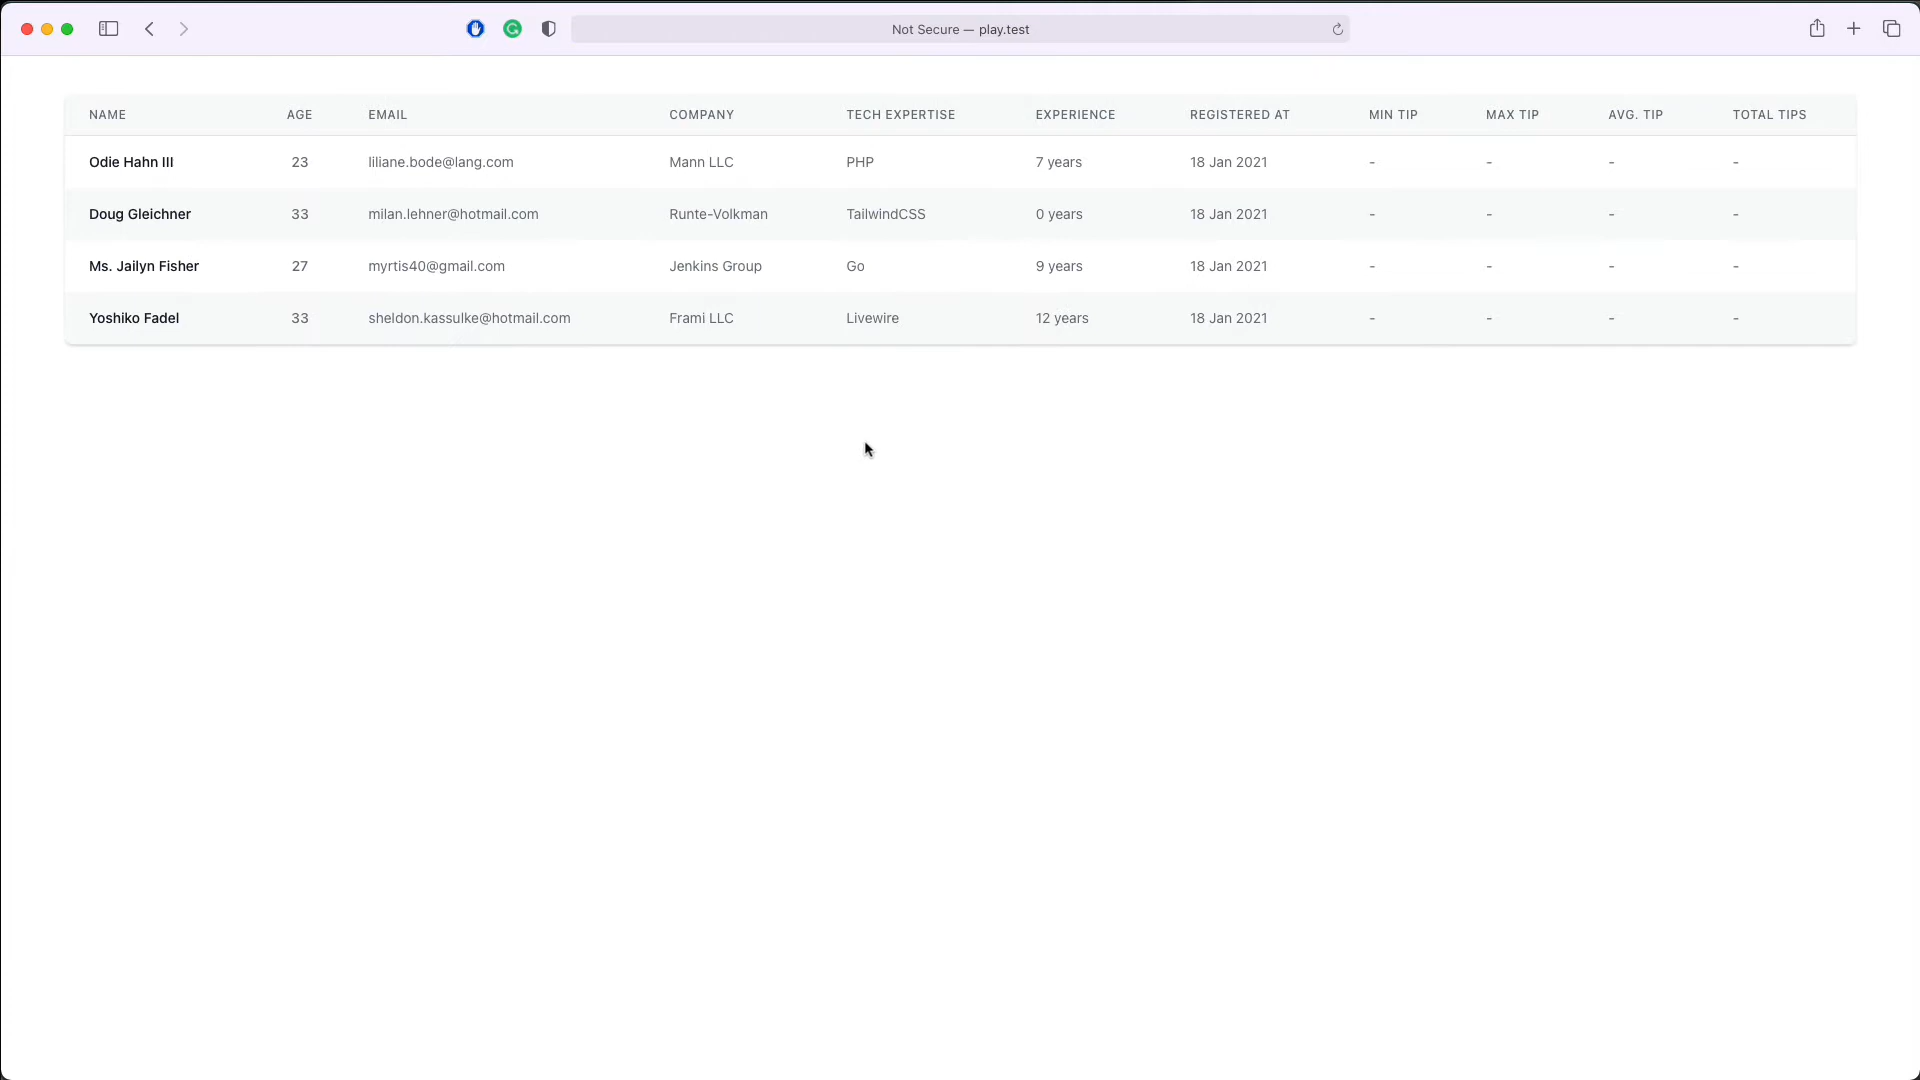 Not Secure — play.test
NAME AGE EMAIL COMPANY TECH EXPERTISE EXPERIENCE REGISTERED AT MIN TIP MAX TIP AVG. TIP TOTAL TIPS
Odie Hahn III 23 liliane.bode@lang.com Mann LLC PHP 7 years 18 Jan 2021 - - - -
Doug Gleichner 33 milan.lehner@hotmail.com Runte-Volkman TailwindCSS 0 years 18 Jan 2021 - - - -
Ms. Jailyn Fisher 27 myrtis40@gmail.com Jenkins Group Go 9 years 18 Jan 2021 - - - -
Yoshiko Fadel 33 sheldon.kassulke@hotmail.com Frami LLC Livewire 12 years 18 Jan 2021 - - - -